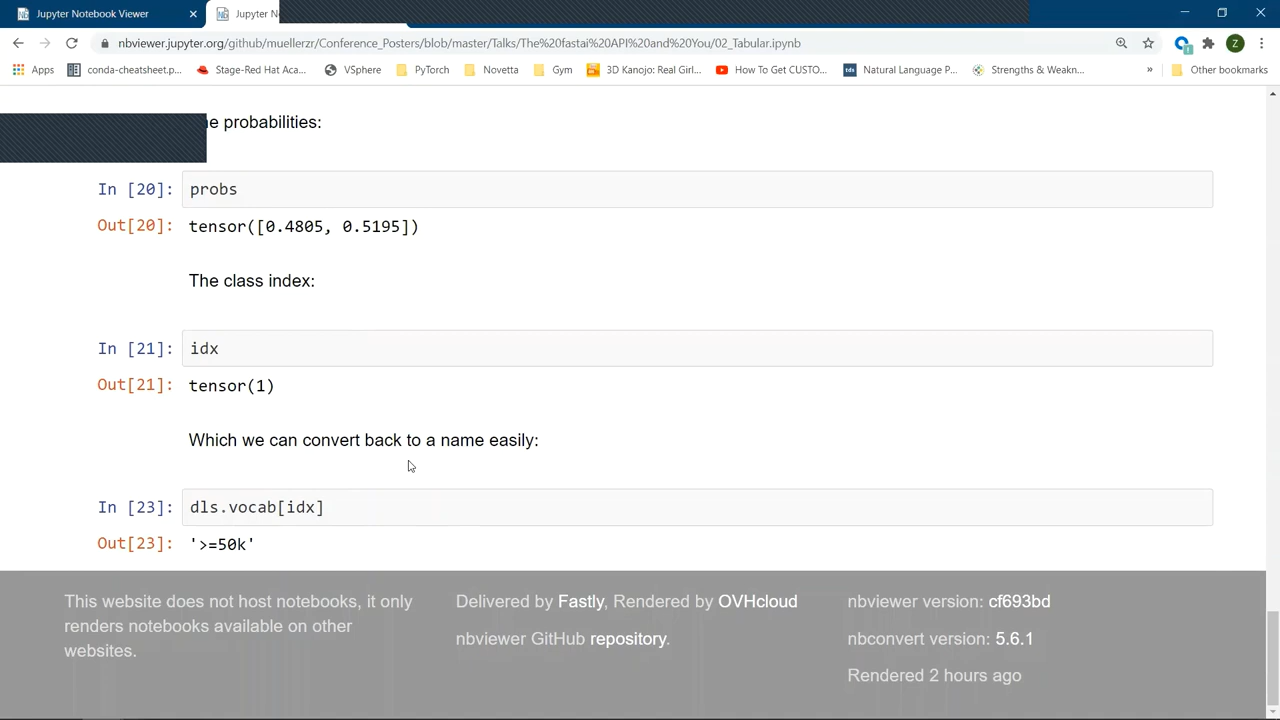 Jupyter Notebook Viewer
Jupyter N
nbviewer.jupyter.org/github/muellerzr/Conference_Posters/blob/master/Talks/The%20fastai%20API%20and%20You/02_Tabular.ipynb
Z
Apps conda-cheatsheet.p... Stage-Red Hat Aca... VSphere PyTorch Novetta Gym 3D Kanojo: Real Girl... How To Get CUSTO... Natural Language P... Strengths & Weakn... » Other bookmarks
e probabilities:
In [20]: probs
Out[20]: tensor([0.4805, 0.5195])
The class index:
In [21]: idx
Out[21]: tensor(1)
Which we can convert back to a name easily:
In [23]: dls.vocab[idx]
Out[23]: '>=50k'
This website does not host notebooks, it only
renders notebooks available on other
websites.
Delivered by Fastly, Rendered by OVHcloud
nbviewer GitHub repository.
nbviewer version: cf693bd
nbconvert version: 5.6.1
Rendered 2 hours ago